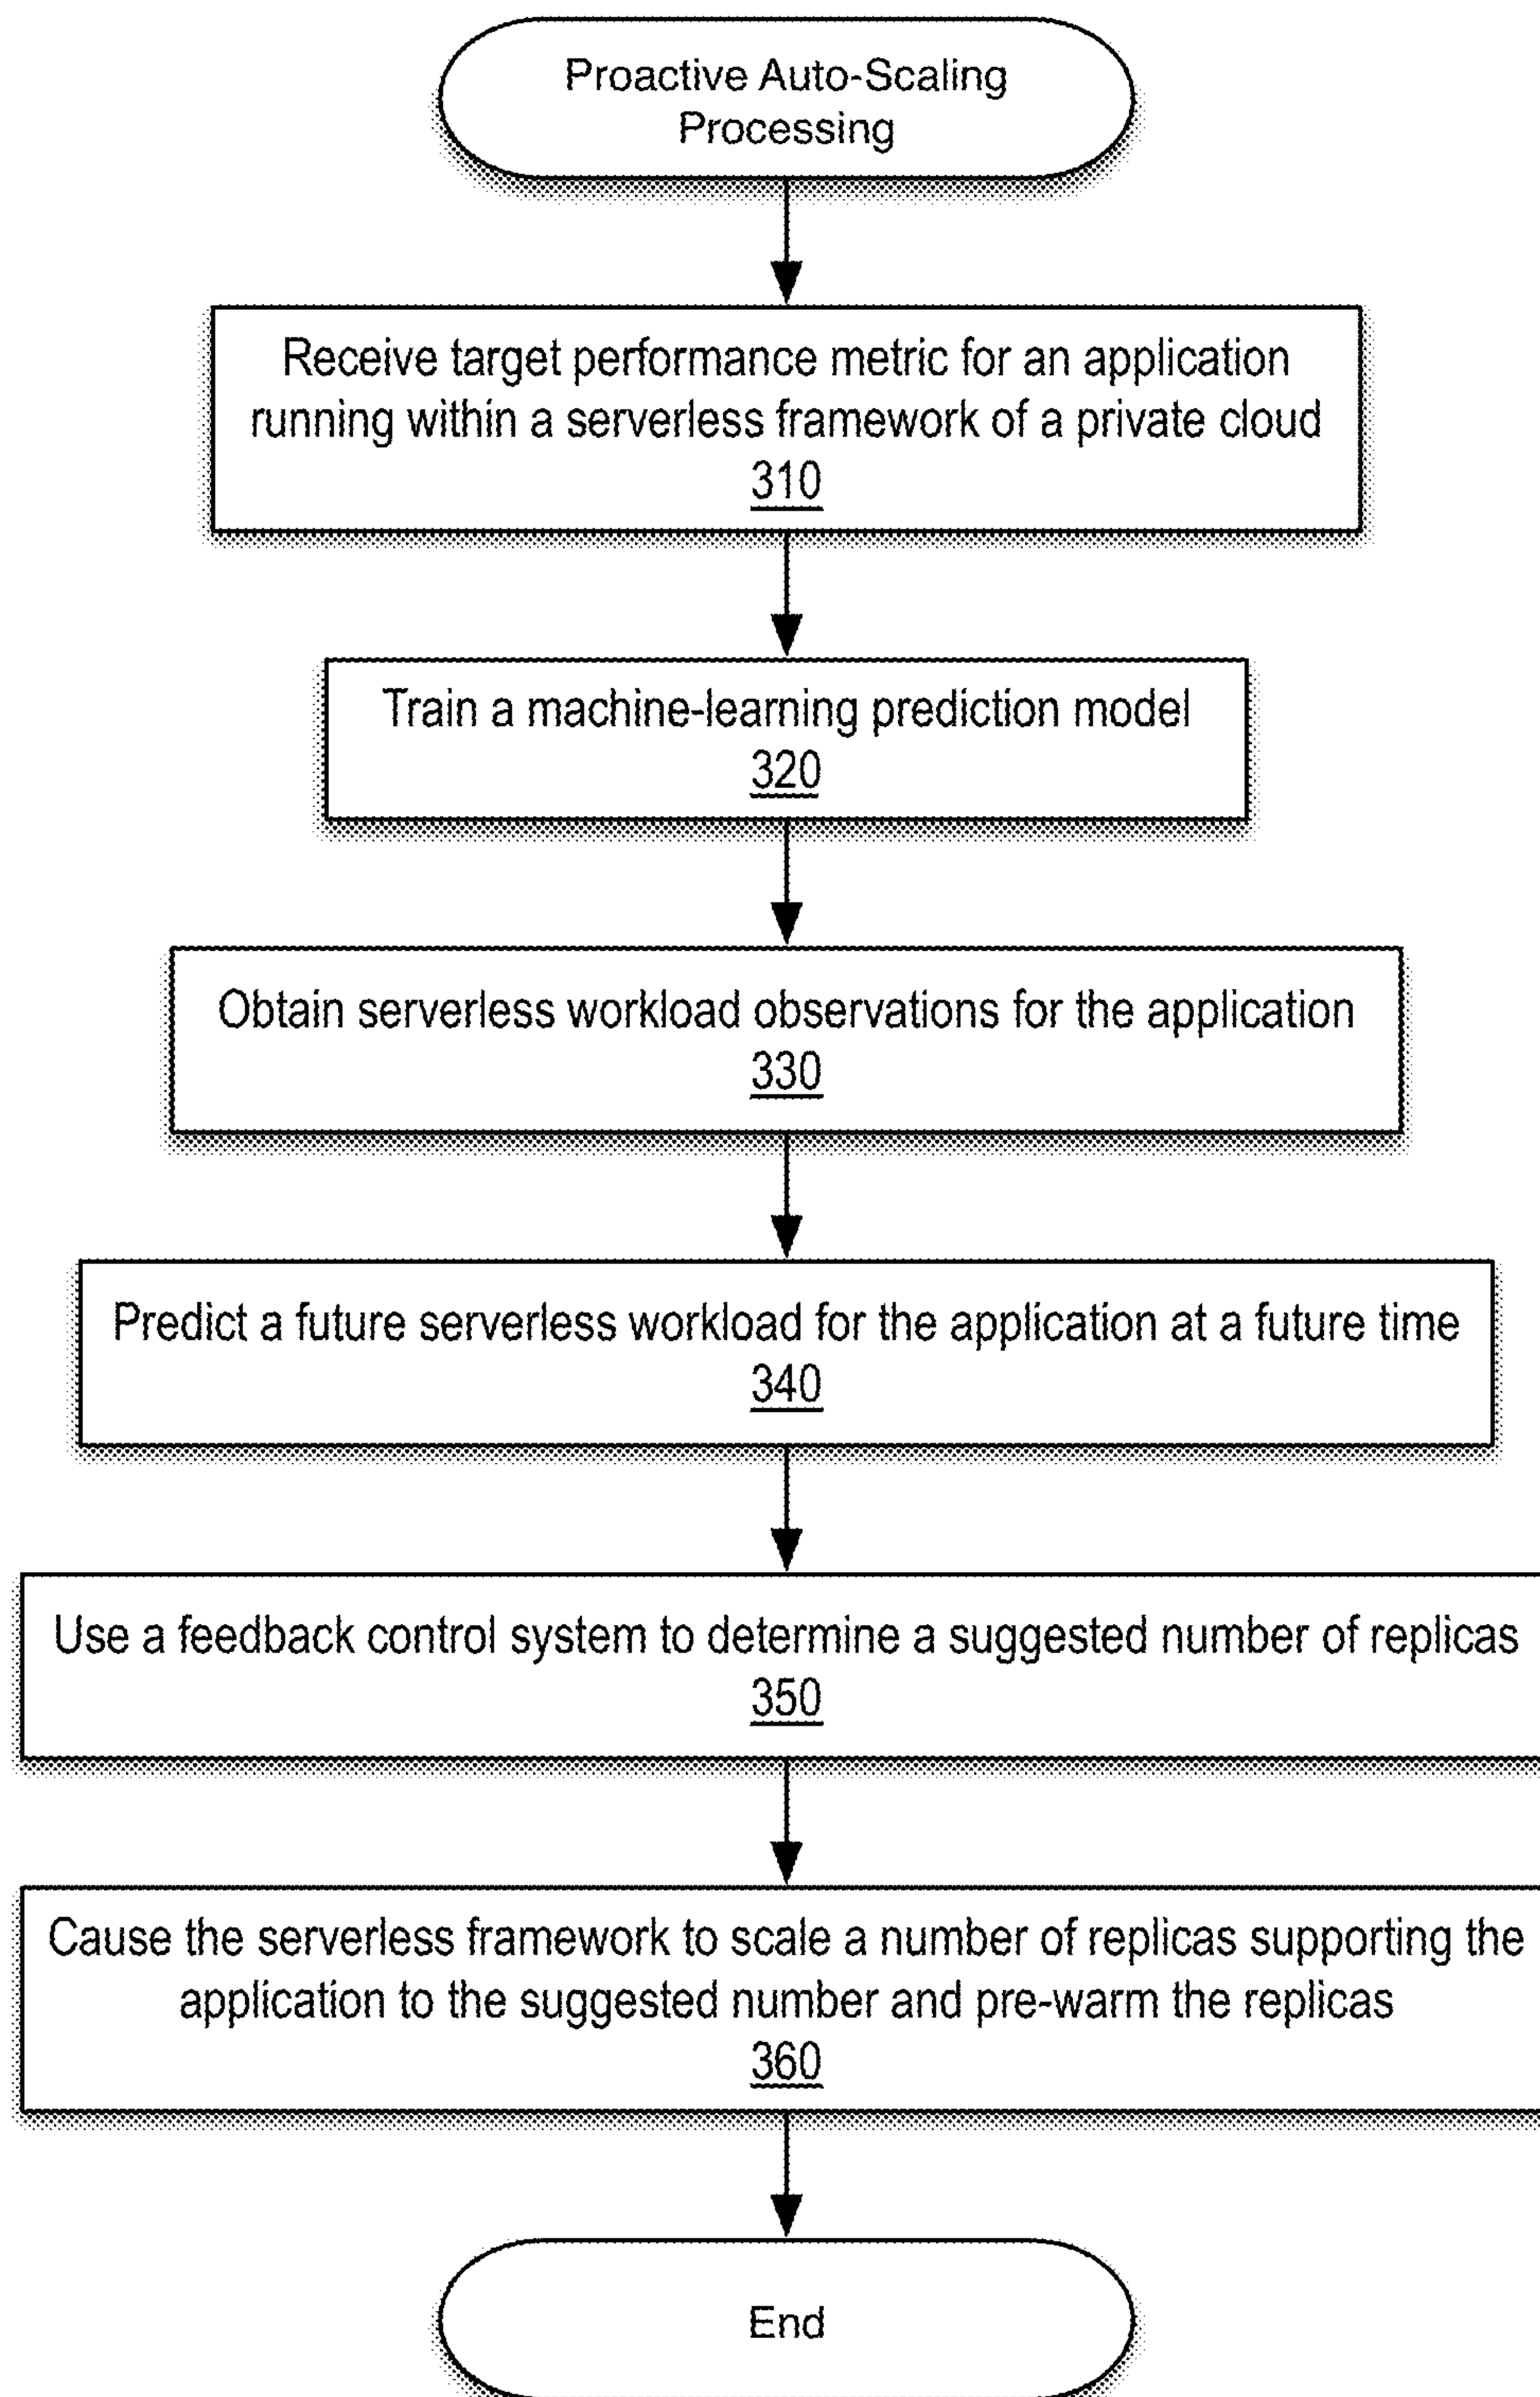 Proactive Auto-Scaling
Processing
Receive target performance metric for an application
running within a serverless framework of a private cloud
310
Train a machine-learning prediction model
320
Obtain serverless workload observations for the application
330
Predict a future serverless workload for the application at a future time
340
Use a feedback control system to determine a suggested number of replicas
350
Cause the serverless framework to scale a number of replicas supporting the
application to the suggested number and pre-warm the replicas
360
End